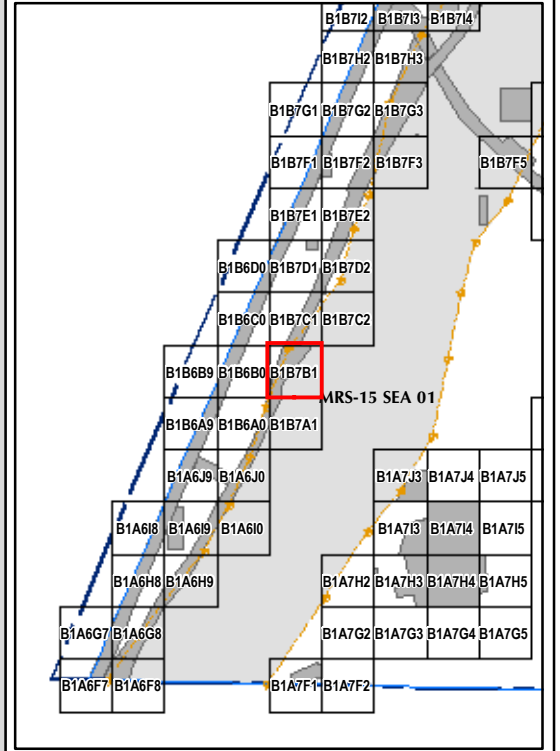 B1B7I2 B1B7I3 B1B7I4
B1B7H2 B1B7H3
B1B7G1 B1B7G2 B1B7G3
B1B7F1 B1B7F2 B1B7F3 B1B7F5
B1B7E1 B1B7E2
B1B6D0 B1B7D1 B1B7D2
B1B6C0 B1B7C1 B1B7C2
B1B6B9 B1B6B0 B1B7B1
MRS-15 SEA 01
B1B6A9 B1B6A0 B1B7A1
B1A6J9 B1A6J0 B1A7J3 B1A7J4 B1A7J5
B1A6I8 B1A6I9 B1A6I0 B1A7I3 B1A7I4 B1A7I5
B1A6H8 B1A6H9 B1A7H2 B1A7H3 B1A7H4 B1A7H5
B1A6G7 B1A6G8 B1A7G2 B1A7G3 B1A7G4 B1A7G5
B1A6F7 B1A6F8 B1A7F1 B1A7F2